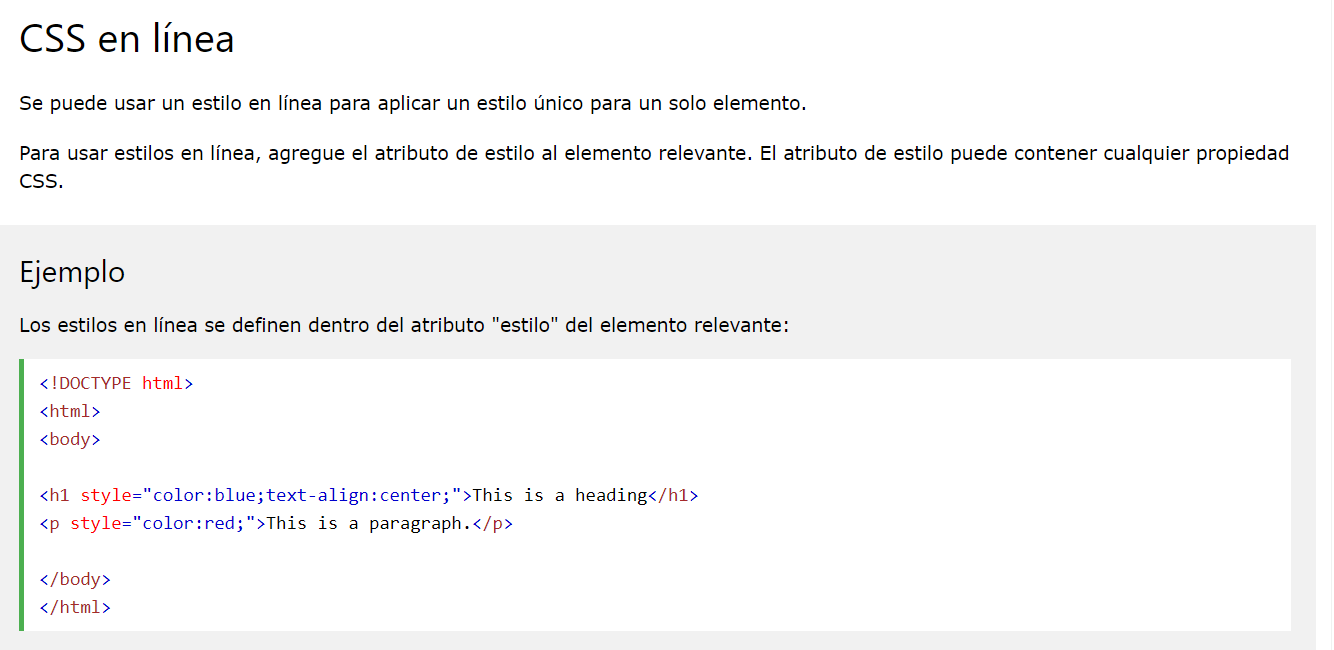 CSS en línea
Se puede usar un estilo en línea para aplicar un estilo único para un solo elemento.
Para usar estilos en línea, agregue el atributo de estilo al elemento relevante. El atributo de estilo puede contener cualquier propiedad
CSS.
Ejemplo
Los estilos en línea se definen dentro del atributo "estilo" del elemento relevante:
<!DOCTYPE html>
<html>
<body>
<h1 style="color:blue;text-align:center;">This is a heading</h1>
<p style="color:red;">This is a paragraph.</p>
</body>
</html>